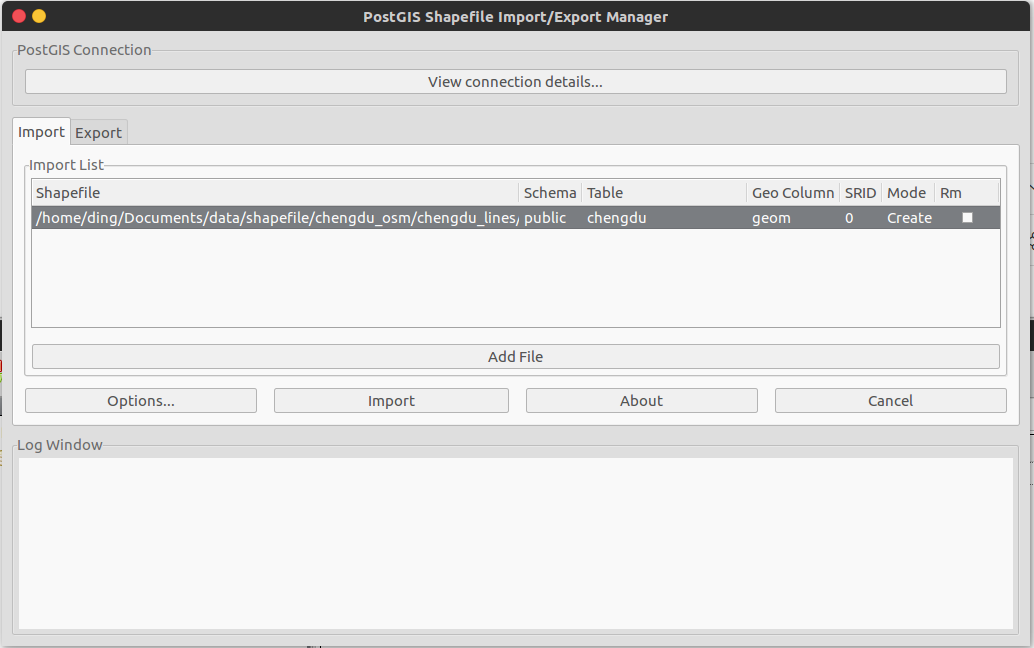 PostGIS Shapefile Import/Export Manager
PostGIS Connection
View connection details...
Import Export
Import List
Shapefile Schema Table Geo Column SRID Mode Rm
/home/ding/Documents/data/shapefile/chengdu_osm/chengdu_lines/ public chengdu geom 0 Create
Add File
Options... Import About Cancel
Log Window